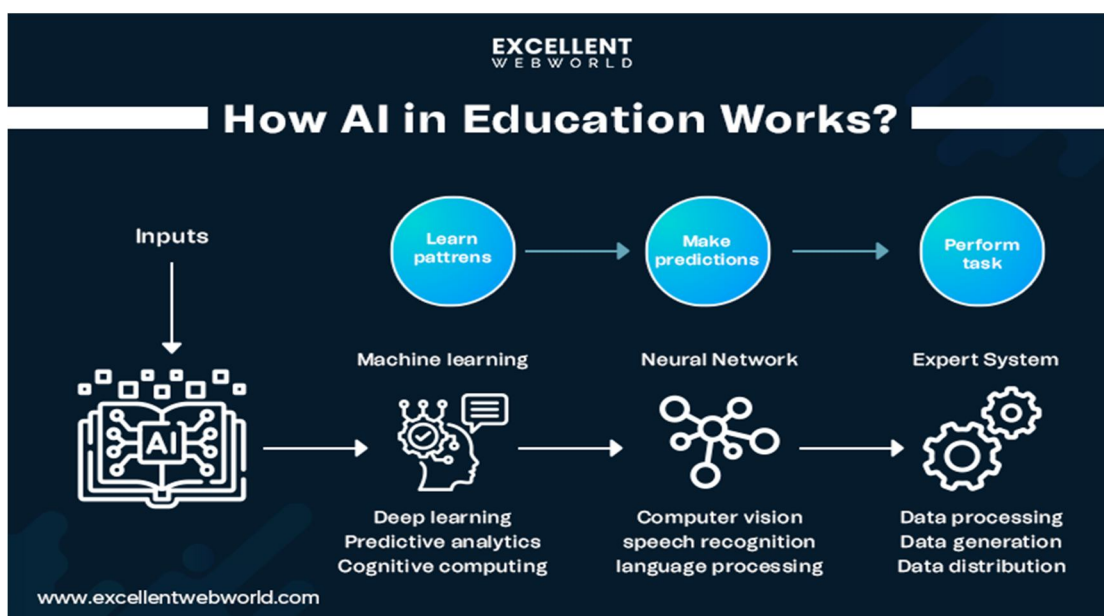 EXCELLENT
WEBWORLD
How AI in Education Works?
Inputs
Learn
pattrens
Make
predictions
Perform
task
AI
Machine learning
Neural Network
Expert System
Deep learning
Predictive analytics
Cognitive computing
Computer vision
speech recognition
language processing
Data processing
Data generation
Data distribution
www.excellentwebworld.com